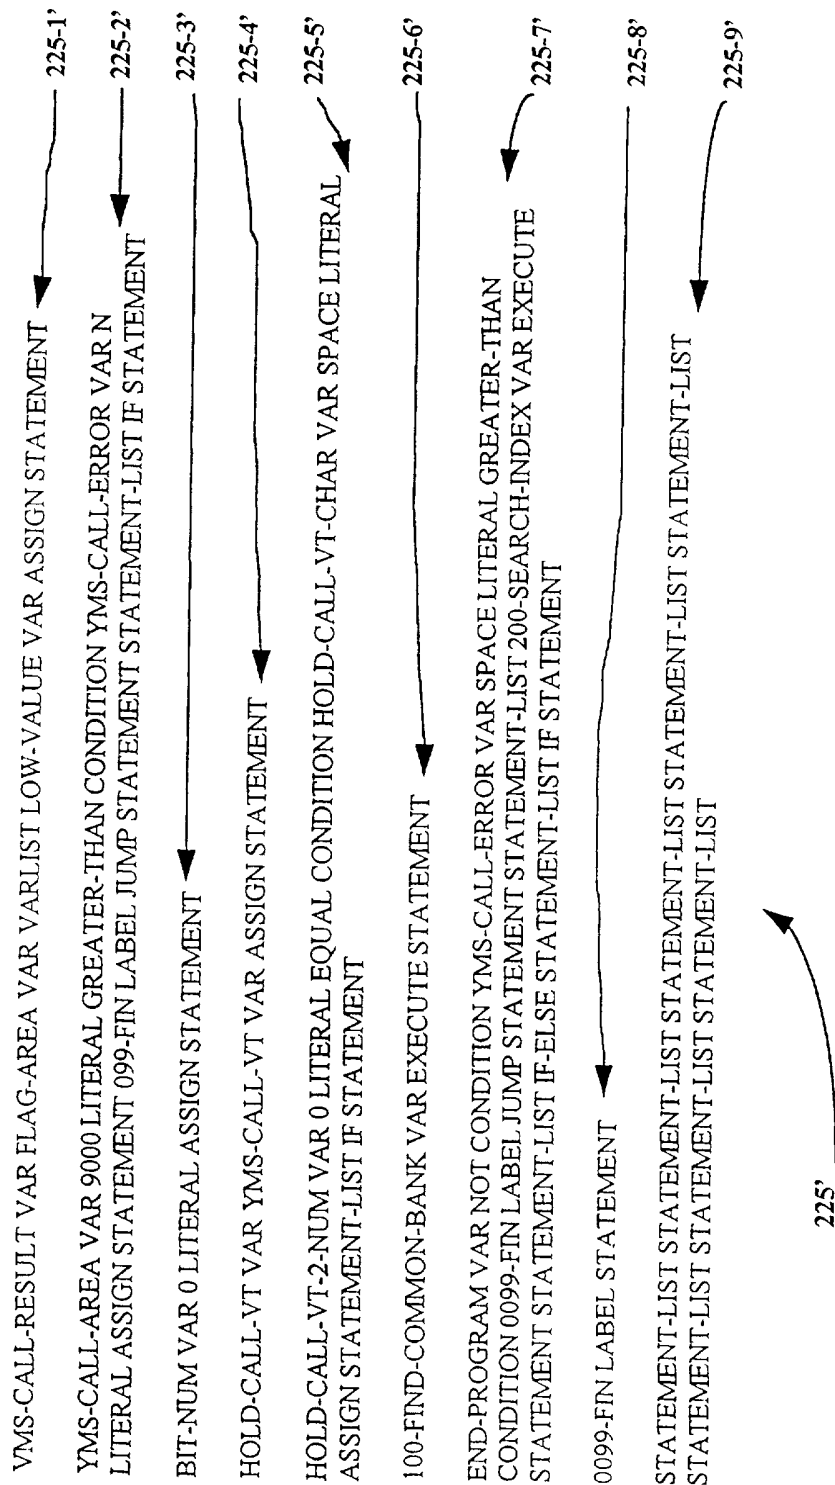 VMS-CALL-RESULT VAR FLAG-AREA VAR VARLIST LOW-VALUE VAR ASSIGN STATEMENT
225-1'
YMS-CALL-AREA VAR 9000 LITERAL GREATER-THAN CONDITION YMS-CALL-ERROR VAR N
LITERAL ASSIGN STATEMENT 099-FIN LABEL JUMP STATEMENT STATEMENT-LIST IF STATEMENT
225-2'
BIT-NUM VAR 0 LITERAL ASSIGN STATEMENT
225-3'
HOLD-CALL-VT VAR YMS-CALL-VT VAR ASSIGN STATEMENT
225-4'
HOLD-CALL-VT-2-NUM VAR 0 LITERAL EQUAL CONDITION HOLD-CALL-VT-CHAR VAR SPACE LITERAL
ASSIGN STATEMENT-LIST IF STATEMENT
225-5'
100-FIND-COMMON-BANK VAR EXECUTE STATEMENT
225-6'
END-PROGRAM VAR NOT CONDITION YMS-CALL-ERROR VAR SPACE LITERAL GREATER-THAN
CONDITION 0099-FIN LABEL JUMP STATEMENT STATEMENT-LIST 200-SEARCH-INDEX VAR EXECUTE
STATEMENT STATEMENT-LIST IF-ELSE STATEMENT STATEMENT-LIST IF STATEMENT
225-7'
0099-FIN LABEL STATEMENT
225-8'
STATEMENT-LIST STATEMENT-LIST STATEMENT-LIST STATEMENT-LIST STATEMENT-LIST
STATEMENT-LIST STATEMENT-LIST STATEMENT-LIST
225-9'
225'